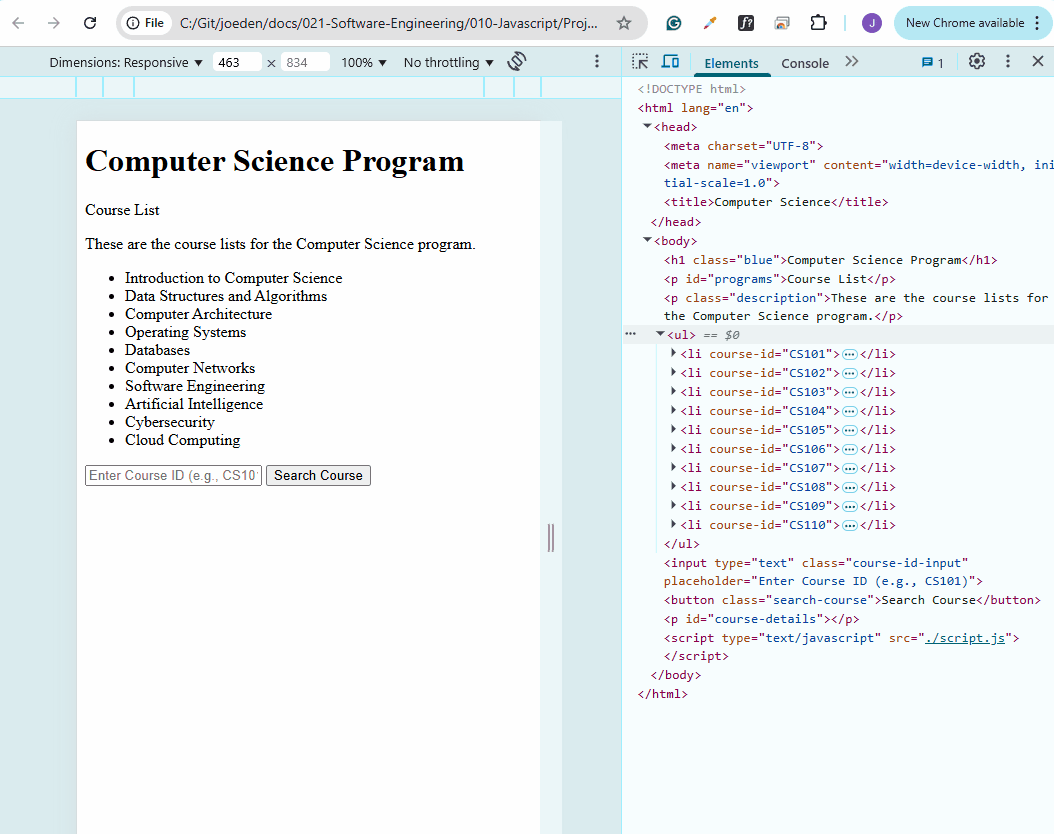 File C:/Git/joeden/docs/021-Software-Engineering/010-Javascript/Proj... f? J New Chrome available
Dimensions: Responsive 463 × 834 100% No throttling
Elements Console 1
Computer Science Program
Course List
These are the course lists for the Computer Science program.
Introduction to Computer Science
Data Structures and Algorithms
Computer Architecture
Operating Systems
Databases
Computer Networks
Software Engineering
Artificial Intelligence
Cybersecurity
Cloud Computing
Enter Course ID (e.g., CS10 Search Course
<!DOCTYPE html>
<html lang="en">
<head>
<meta charset="UTF-8">
<meta name="viewport" content="width=device-width, ini
tial-scale=1.0">
<title>Computer Science</title>
</head>
<body>
<h1 class="blue">Computer Science Program</h1>
<p id="programs">Course List</p>
<p class="description">These are the course lists for
the Computer Science program.</p>
... <ul> == $0
<li course-id="CS101">...</li>
<li course-id="CS102">...</li>
<li course-id="CS103">...</li>
<li course-id="CS104">...</li>
<li course-id="CS105">...</li>
<li course-id="CS106">...</li>
<li course-id="CS107">...</li>
<li course-id="CS108">...</li>
<li course-id="CS109">...</li>
<li course-id="CS110">...</li>
</ul>
<input type="text" class="course-id-input"
placeholder="Enter Course ID (e.g., CS101)">
<button class="search-course">Search Course</button>
<p id="course-details"></p>
<script type="text/javascript" src="./script.js">
</script>
</body>
</html>